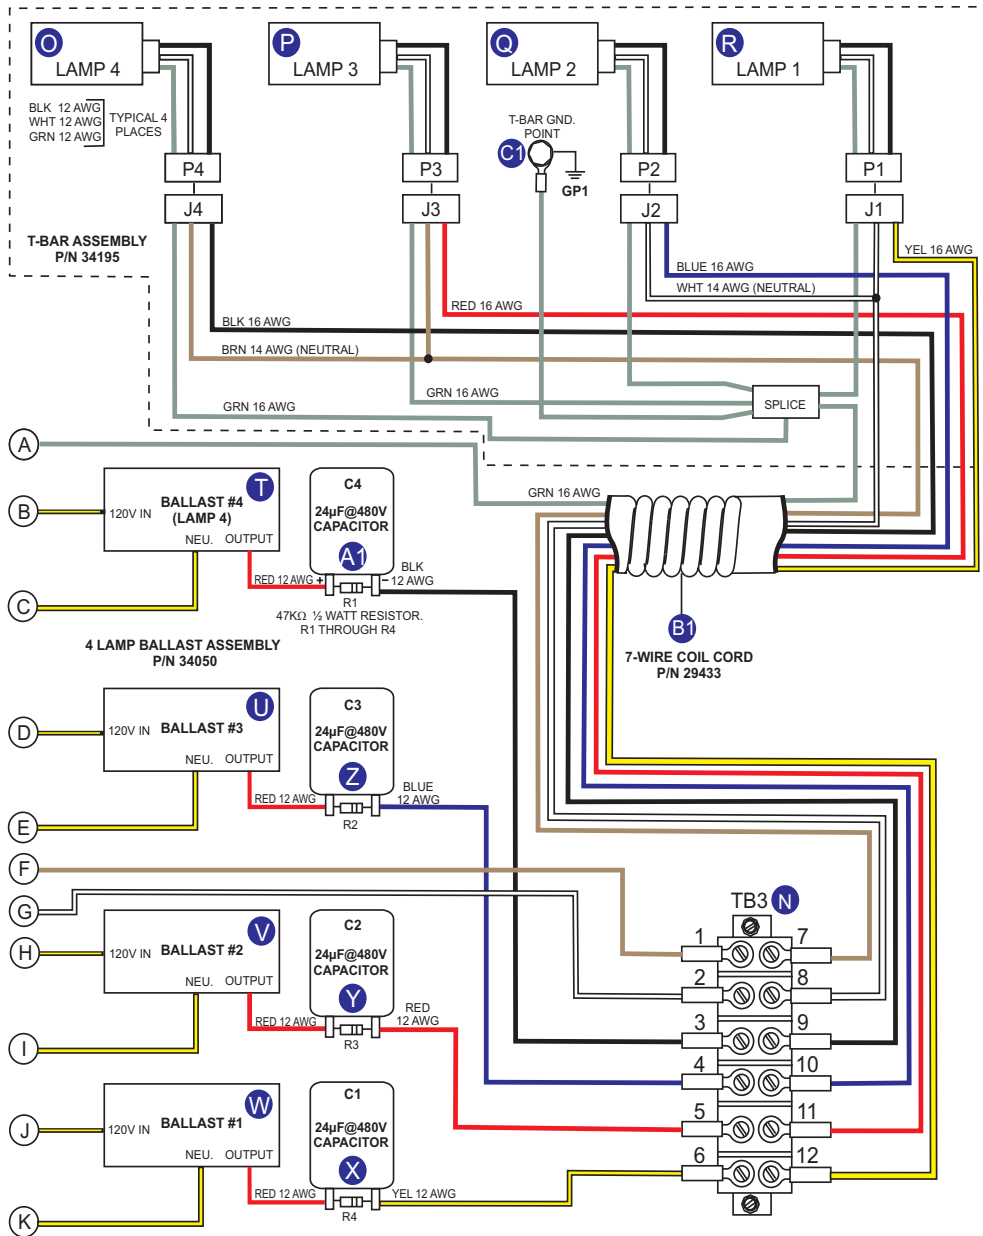 O
LAMP 4
P
LAMP 3
Q
LAMP 2
R
LAMP 1
BLK 12 AWG
WHT 12 AWG
GRN 12 AWG
TYPICAL 4
PLACES
T-BAR GND.
POINT
C1
GP1
P4
P3
P2
P1
J4
J3
J2
J1
T-BAR ASSEMBLY
P/N 34195
YEL 16 AWG
BLUE 16 AWG
WHT 14 AWG (NEUTRAL)
RED 16 AWG
BLK 16 AWG
BRN 14 AWG (NEUTRAL)
GRN 16 AWG
GRN 16 AWG
SPLICE
A
GRN 16 AWG
B
120V IN
BALLAST #4
(LAMP 4)
T
NEU.
OUTPUT
C4
24µF@480V
CAPACITOR
A1
RED 12 AWG
+
–
BLK
12 AWG
R1
47KΩ ½ WATT RESISTOR.
R1 THROUGH R4
C
B1
7-WIRE COIL CORD
P/N 29433
4 LAMP BALLAST ASSEMBLY
P/N 34050
D
120V IN
BALLAST #3
U
NEU.
OUTPUT
C3
24µF@480V
CAPACITOR
Z
RED 12 AWG
BLUE
12 AWG
R2
E
F
G
H
120V IN
BALLAST #2
V
NEU.
OUTPUT
C2
24µF@480V
CAPACITOR
Y
RED 12 AWG
RED
12 AWG
R3
I
J
120V IN
BALLAST #1
W
NEU.
OUTPUT
C1
24µF@480V
CAPACITOR
X
RED 12 AWG
YEL 12 AWG
R4
K
TB3
N
1
7
2
8
3
9
4
10
5
11
6
12